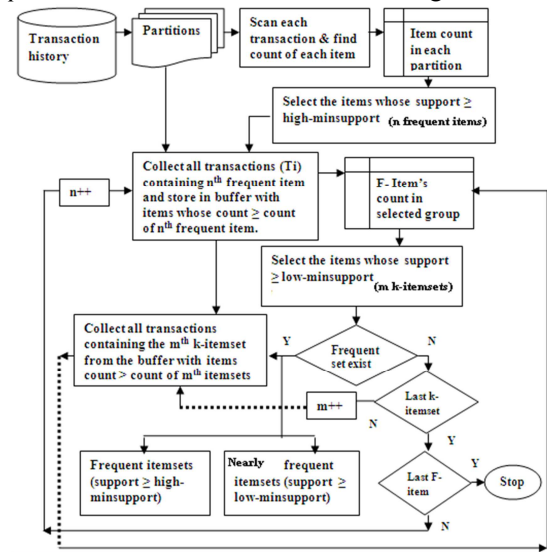 Transaction
history
Partitions
Scan each
transaction & find
count of each item
Item count
in each
partition
Select the items whose support ≥
high-minsupport (n frequent items)
n++
Collect all transactions (Ti)
containing nth frequent item
and store in buffer with
items whose count ≥ count
of nth frequent item.
F- Item's
count in
selected group
Select the items whose support
≥ low-minsupport
(m k-itemsets)
Collect all transactions
containing the mth k-itemset
from the buffer with items
count > count of mth itemsets
Y
Frequent
set exist
N
m++
N
Last k-
itemset
Y
Frequent itemsets
(support ≥ high-
minsupport)
Nearly frequent
itemsets (support ≥
low-minsupport)
Last F-
item
Y
Stop
N